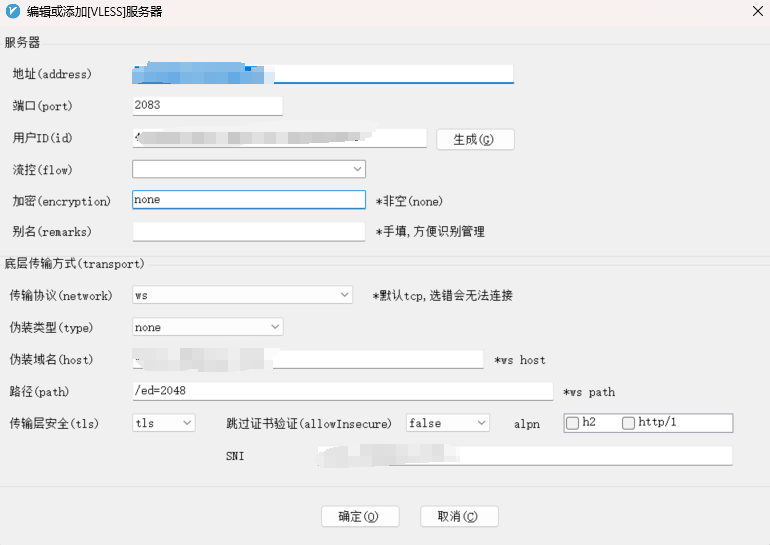 编辑或添加[VLESS]服务器
服务器
地址(address)
端口(port) 2083
用户ID(id) 生成(G)
流控(flow)
加密(encryption) none *非空(none)
别名(remarks) *手填,方便识别管理
底层传输方式(transport)
传输协议(network) ws *默认tcp,选错会无法连接
伪装类型(type) none
伪装域名(host) *ws host
路径(path) /ed=2048 *ws path
传输层安全(tls) tls 跳过证书验证(allowInsecure) false alpn h2 http/1
SNI
确定(O) 取消(C)